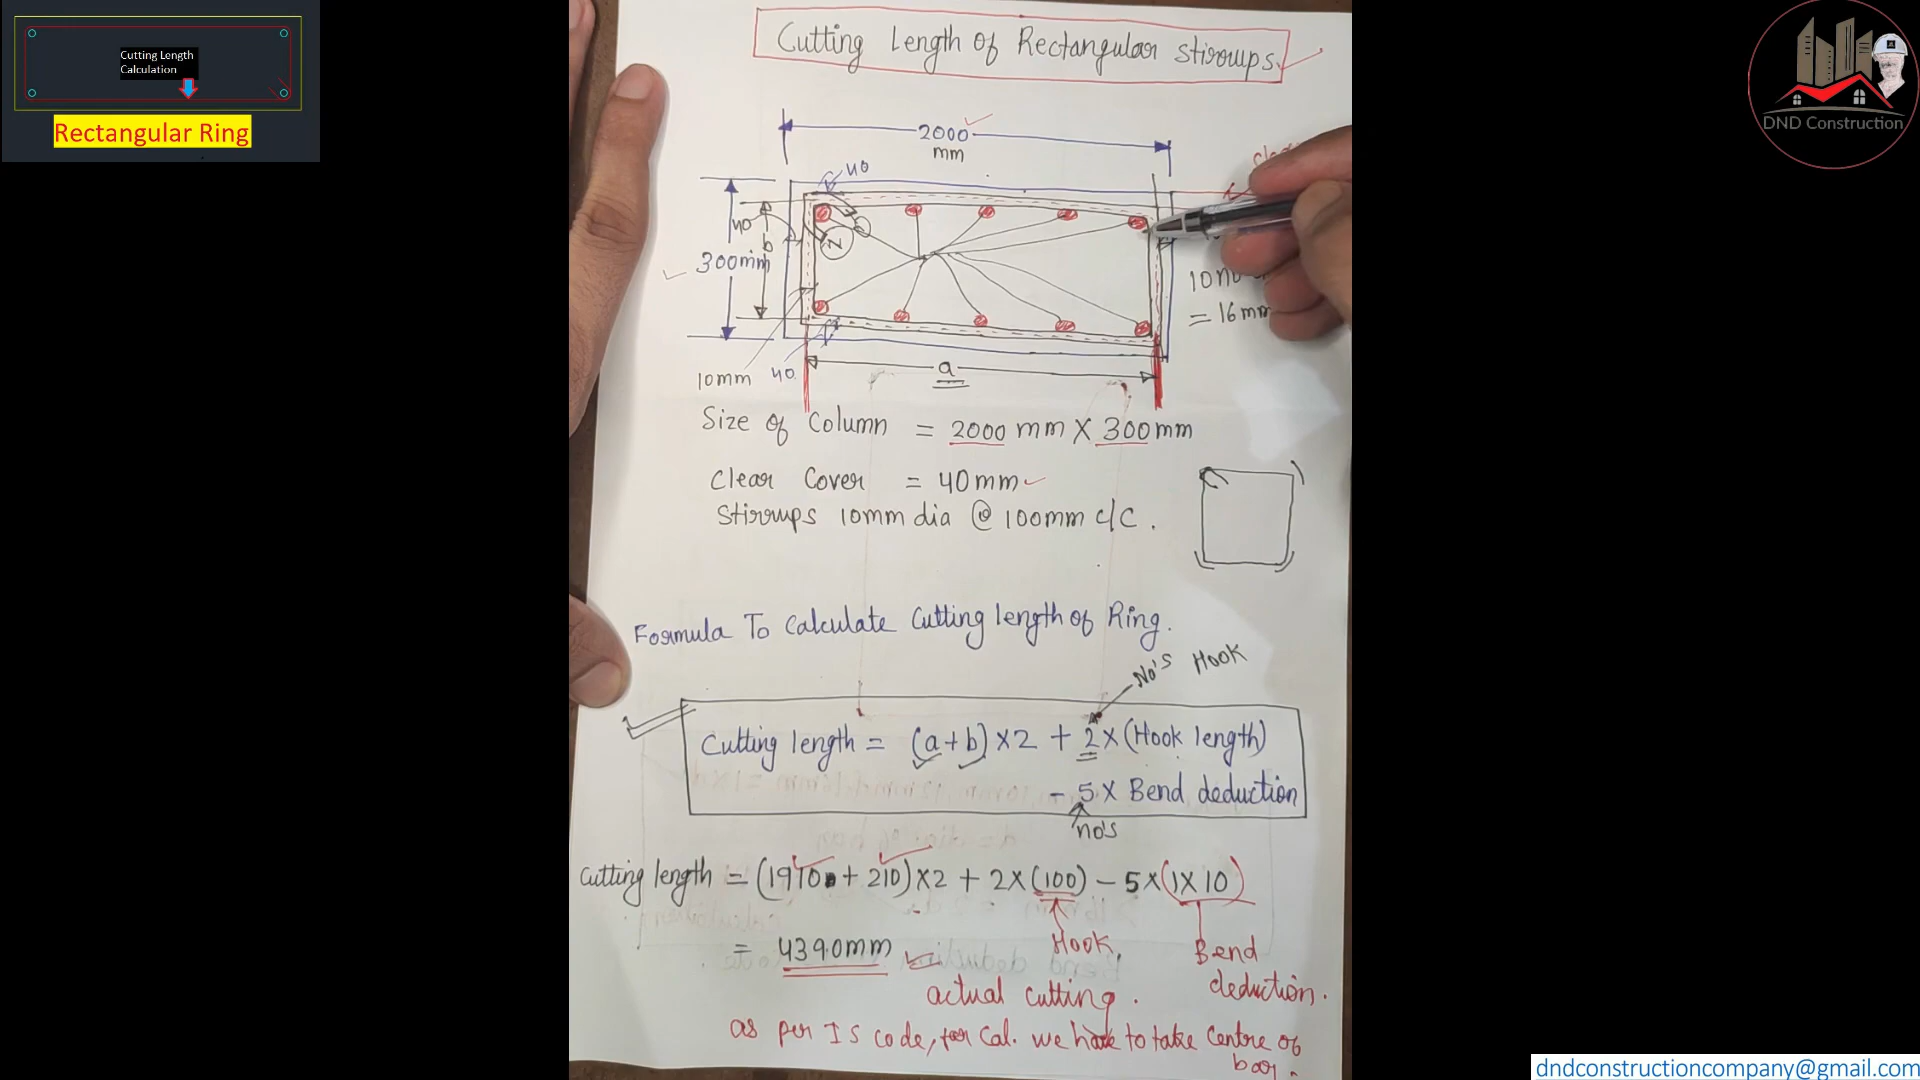 Cutting Length
Calculation
Rectangular Ring
DND Construction
Cutting Length Of Rectangular Stirrups
2000
mm
40
40
b
300mm
N
10No
= 16mm
10mm
40
a
Size Of Column = 2000 mm X 300mm
Clear Cover = 40mm
Stirrups 10mm dia @ 100mm c/c .
Formula To Calculate Cutting length of Ring.
No's Hook
Cutting length = (a+b)x2 + 2x(Hook length)
- 5 x Bend deduction
no's
Cutting length = (1910 + 210)x2 + 2x(100) - 5x(1x10)
= 4390mm
Hook,
Bend
deduction.
actual cutting .
as per IS code, for Cal. we have to take Centre of
bar.
dndconstructioncompany@gmail.com